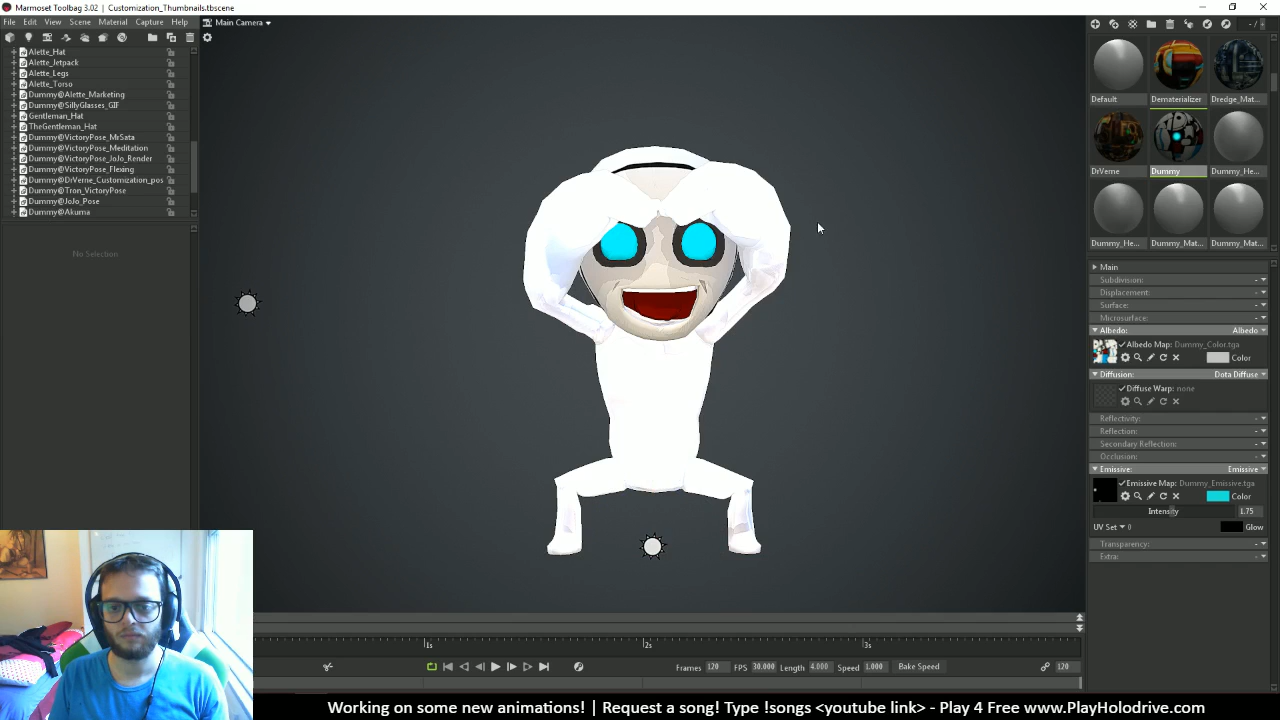 Marmoset Toolbag 3.02 - Customization_Thumbnails.tbscene
File Edit View Scene Material Capture Help
Main Camera
Alette_Hat
Alette_Jetpack
Alette_Legs
Alette_Torso
Dummy@Alette_Marketing
Dummy@SillyGlasses_GIF
Gentleman_Hat
TheGentleman_Hat
Dummy@VictoryPose_MrSata
Dummy@VictoryPose_Meditation
Dummy@VictoryPose_JoJo_Render
Dummy@VictoryPose_Flexing
Dummy@DrVerne_Customization_pos
Dummy@Tron_VictoryPose
Dummy@JoJo_Pose
Dummy@Akuma
No Selection
Default Dematerializer Dredge_Mat...
DrVerne Dummy Dummy_He...
Dummy_He... Dummy_Mat... Dummy_Mat...
Main
Subdivision:
Displacement:
Surface:
Microsurface:
Albedo: Albedo
Albedo Map: Dummy_Color.tga
Color
Diffusion: Dota Diffuse
Diffuse Warp: none
Reflectivity:
Reflection:
Secondary Reflection:
Occlusion:
Emissive: Emissive
Emissive Map: Dummy_Emissive.tga
Color
Intensity 1.75
UV Set 0 Glow
Transparency:
Extra:
1s 2s 3s
Frames 120 FPS 30.000 Length 4.000 Speed 1.000 Bake Speed 120
Working on some new animations! | Request a song! Type !songs <youtube link> - Play 4 Free www.PlayHolodrive.com